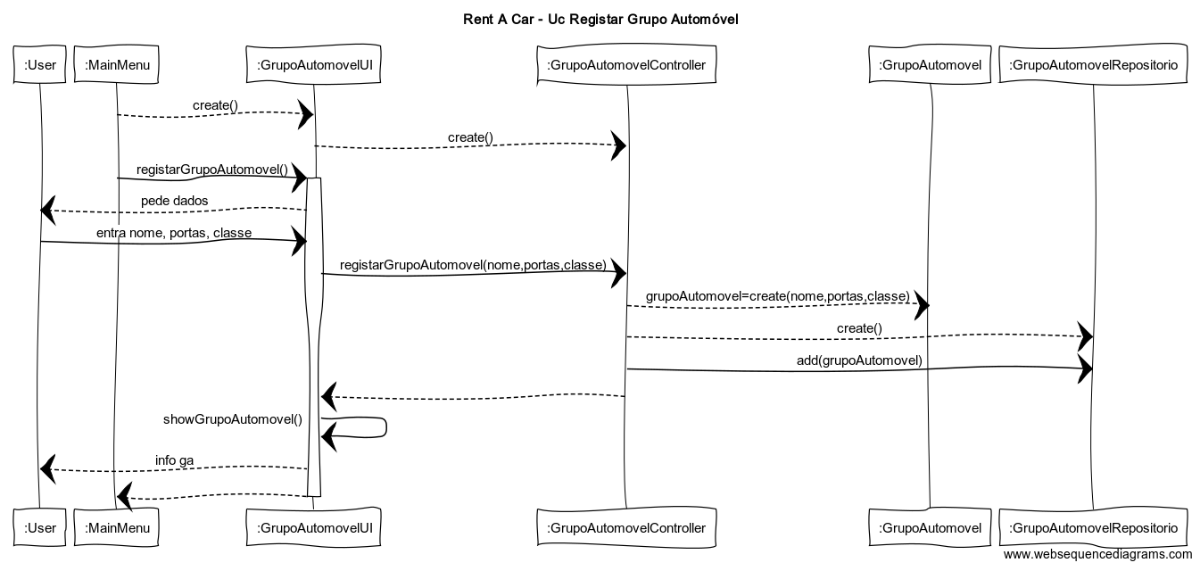 Rent A Car - Uc Registar Grupo Automóvel
:User
:MainMenu
:GrupoAutomovelUI
:GrupoAutomovelController
:GrupoAutomovel
:GrupoAutomovelRepositorio
create()
create()
registarGrupoAutomovel()
pede dados
entra nome, portas, classe
registarGrupoAutomovel(nome,portas,classe)
grupoAutomovel=create(nome,portas,classe)
create()
add(grupoAutomovel)
showGrupoAutomovel()
info ga
:User
:MainMenu
:GrupoAutomovelUI
:GrupoAutomovelController
:GrupoAutomovel
:GrupoAutomovelRepositorio
www.websequencediagrams.com